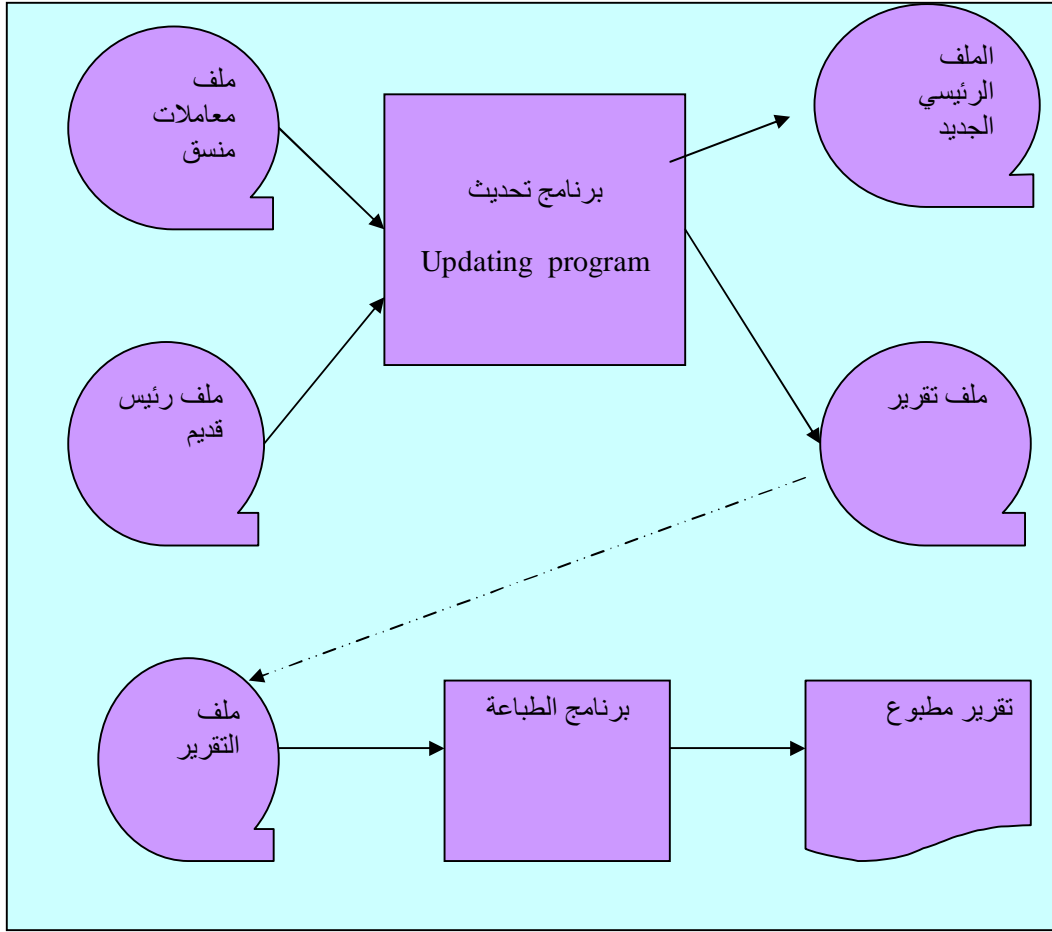 ملف
معاملات
منسق
برنامج تحديث
Updating program
الملف
الرئيسي
الجديد
ملف رئيس
قديم
ملف تقرير
ملف
التقرير
برنامج الطباعة
تقرير مطبوع